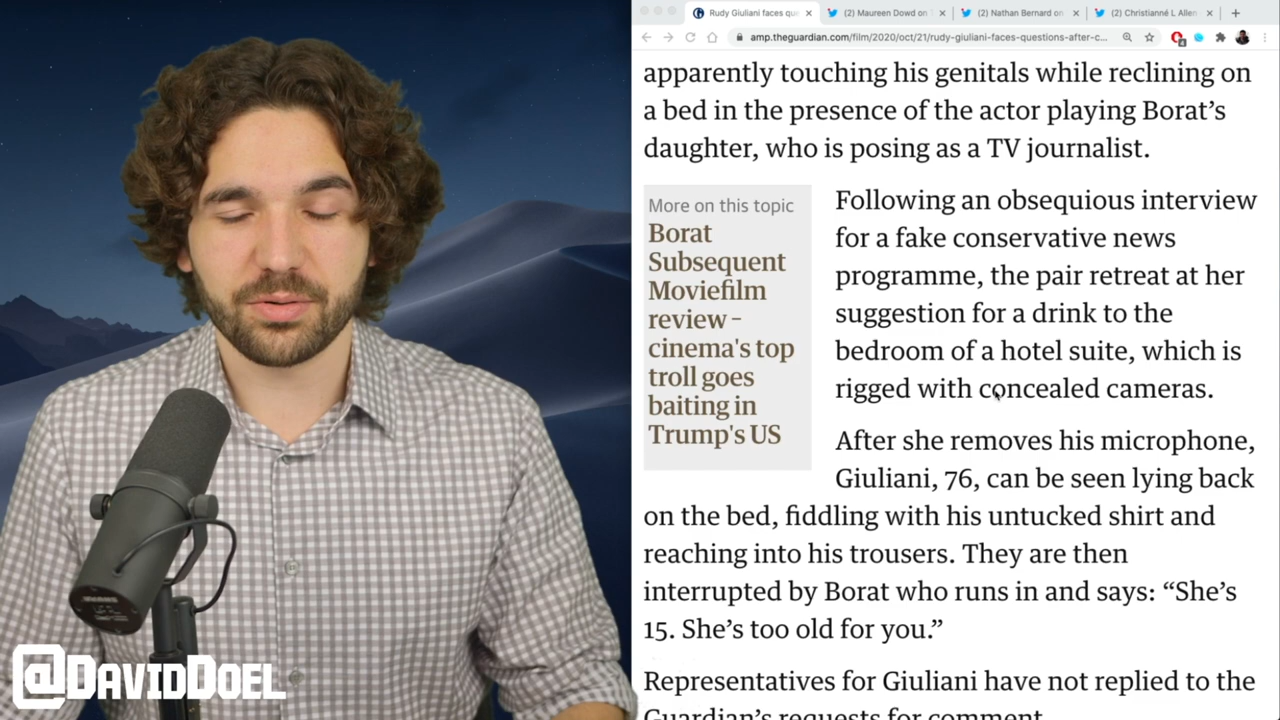 Rudy Giuliani faces que
(2) Maureen Dowd on
(2) Nathan Bernard on
(2) Christianné L Allen
amp.theguardian.com/film/2020/oct/21/rudy-giuliani-faces-questions-after-c...
apparently touching his genitals while reclining on
a bed in the presence of the actor playing Borat’s
daughter, who is posing as a TV journalist.
More on this topic
Borat
Subsequent
Moviefilm
review –
cinema's top
troll goes
baiting in
Trump's US
Following an obsequious interview
for a fake conservative news
programme, the pair retreat at her
suggestion for a drink to the
bedroom of a hotel suite, which is
rigged with concealed cameras.
After she removes his microphone,
Giuliani, 76, can be seen lying back
on the bed, fiddling with his untucked shirt and
reaching into his trousers. They are then
interrupted by Borat who runs in and says: “She’s
15. She’s too old for you.”
Representatives for Giuliani have not replied to the
Guardian’s requests for comment.
@DavidDoel